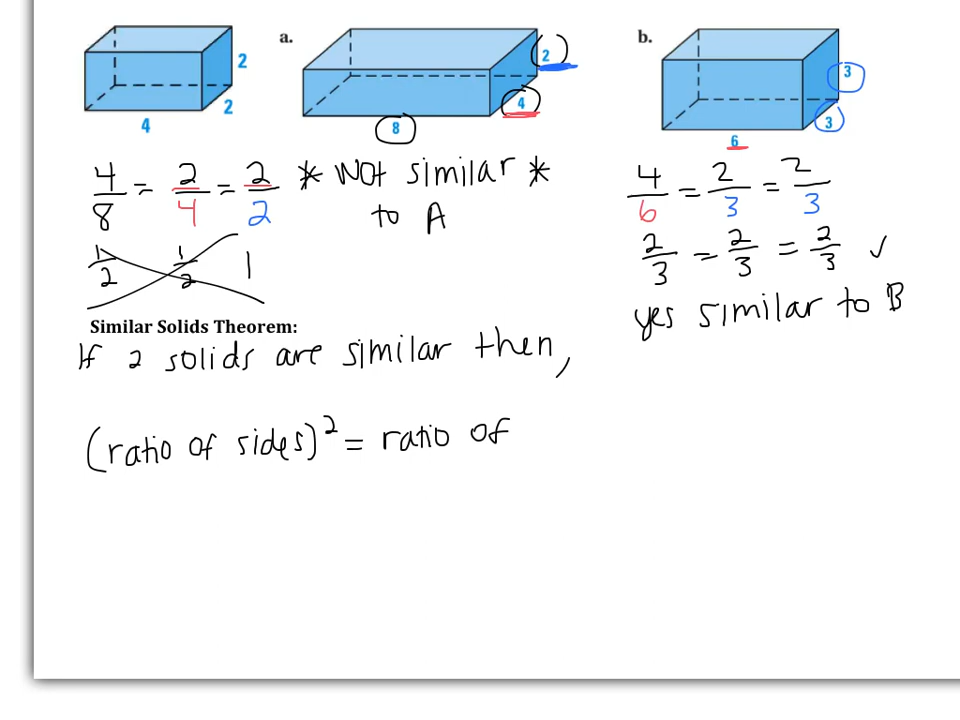 2
2
4
a.
2
4
8
b.
3
3
6
4/8 = 2/4 = 2/2 * NOt similar *
to A
1/2 1/2 1
4/6 = 2/3 = 2/3
2/3 = 2/3 = 2/3 ✓
yes similar to B
Similar Solids Theorem:
If 2 solids are similar then,
(ratio of sides)² = ratio of